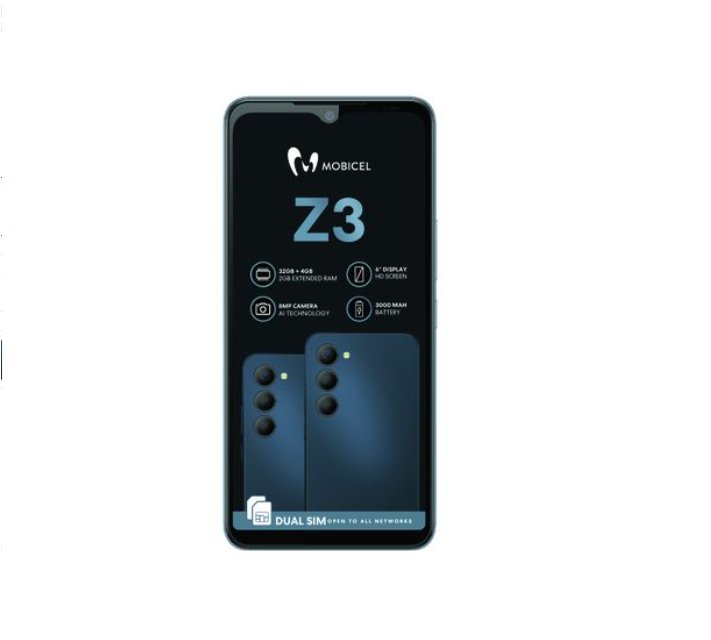 MOBICEL
Z3
32GB + 4GB
2GB EXTENDED RAM
6" DISPLAY
HD SCREEN
8MP CAMERA
AI TECHNOLOGY
3000 MAH
BATTERY
DUAL SIM OPEN TO ALL NETWORKS